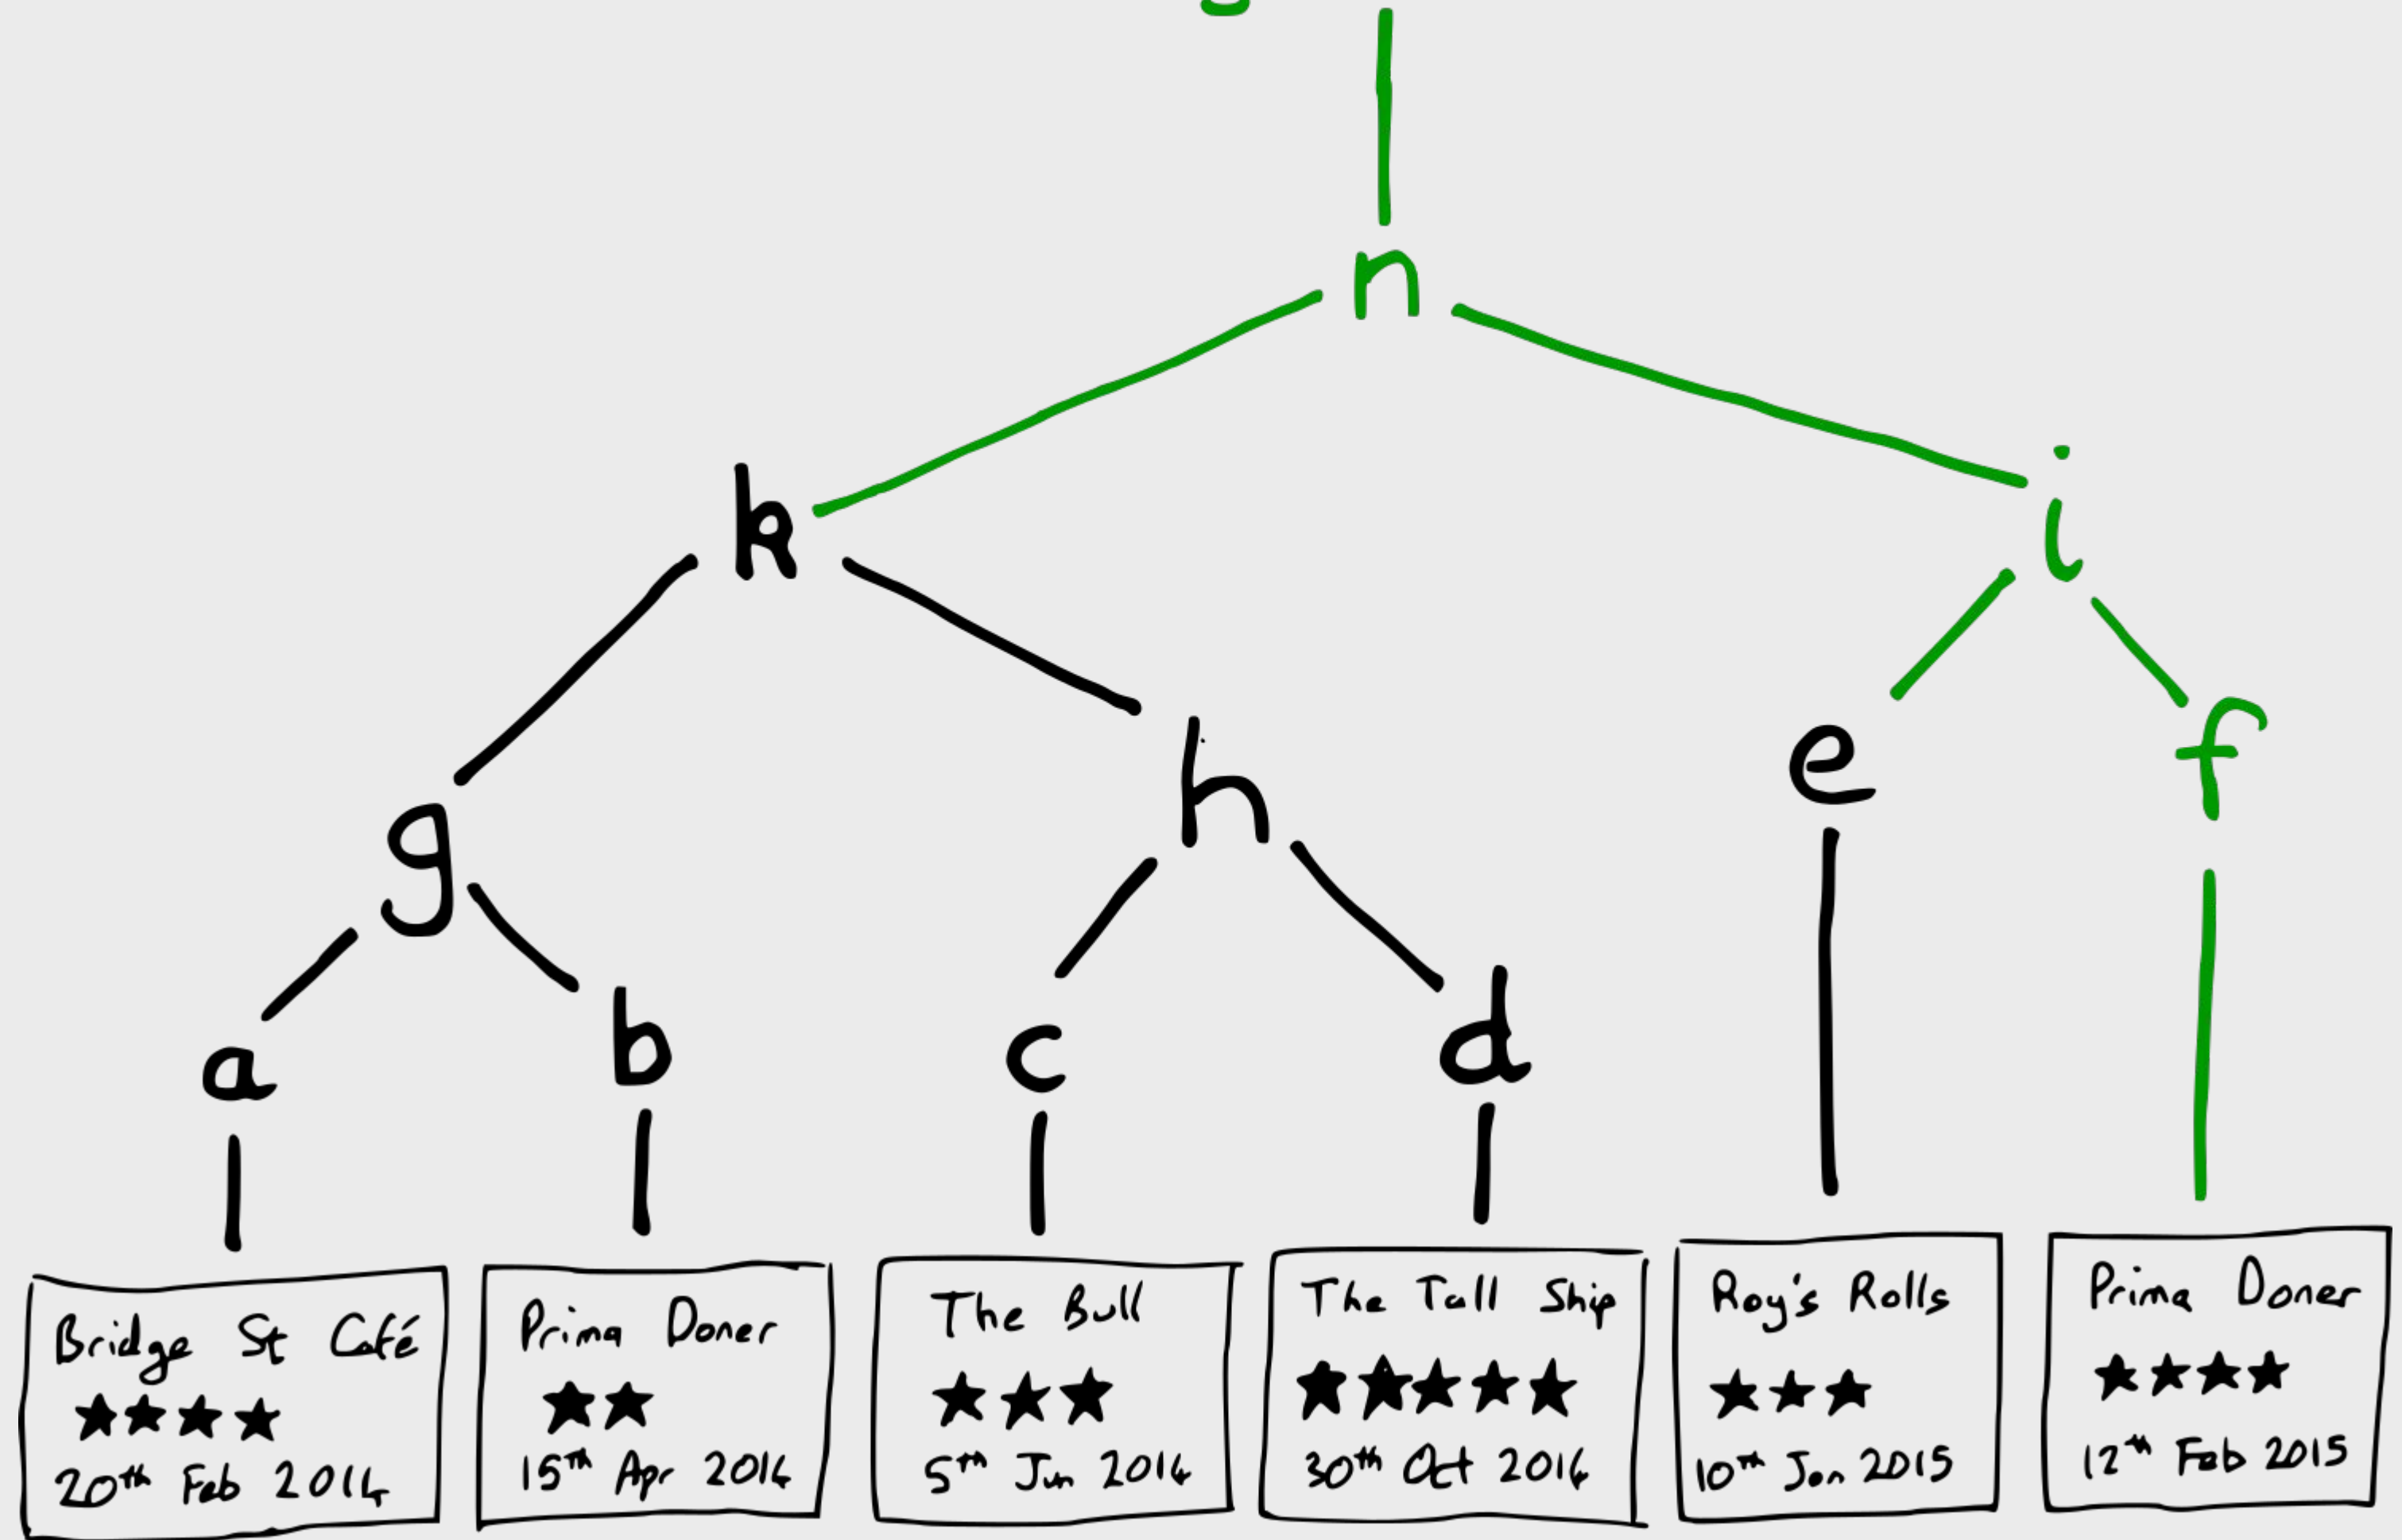 n
k
i
g
h
e
f
a
b
c
d
Bridge St Café
★★★★
20th Feb 2014
Prima Doner
★★
15th Apr 2014
The Bull
★★★
5th Jun 2014
The Tall Ship
★★★★★
30th Oct 2014
Roy's Rolls
★★★
10th Jan 2015
Prima Doner
★★★★
12th Feb 2015